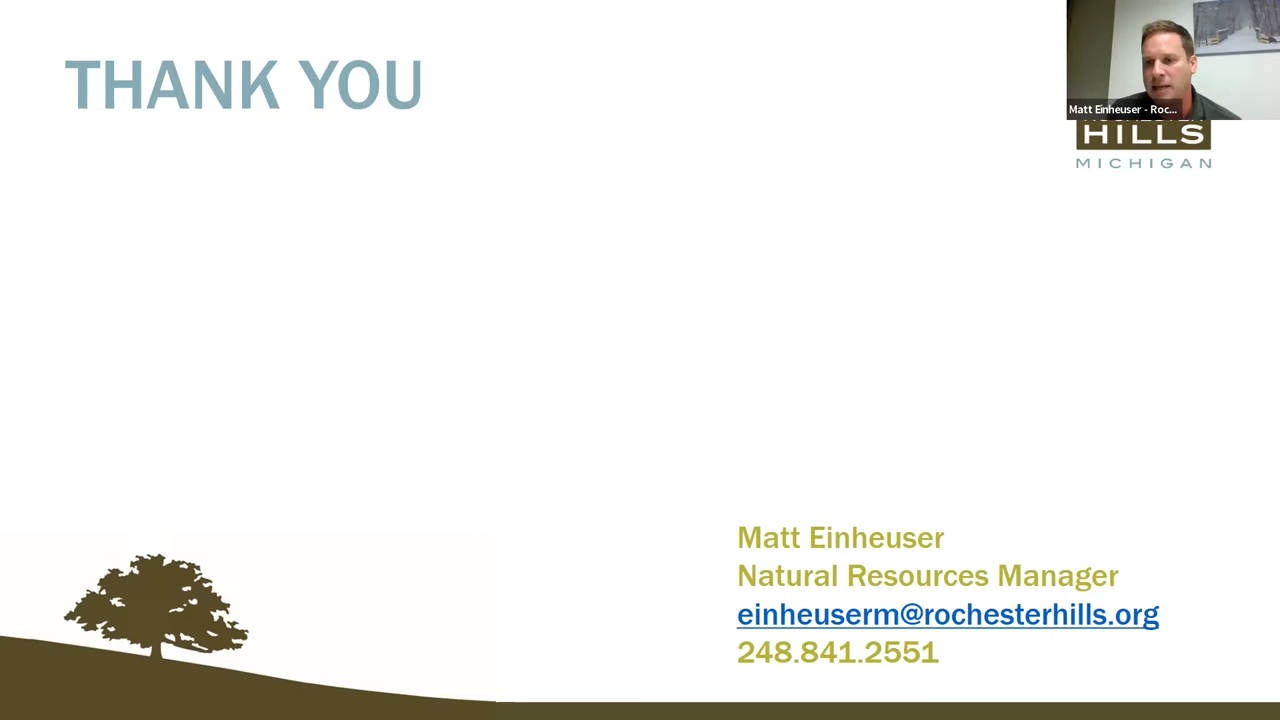 THANK YOU
Matt Einheuser - Roc...
HILLS
MICHIGAN
Matt Einheuser
Natural Resources Manager
einheuserm@rochesterhills.org
248.841.2551